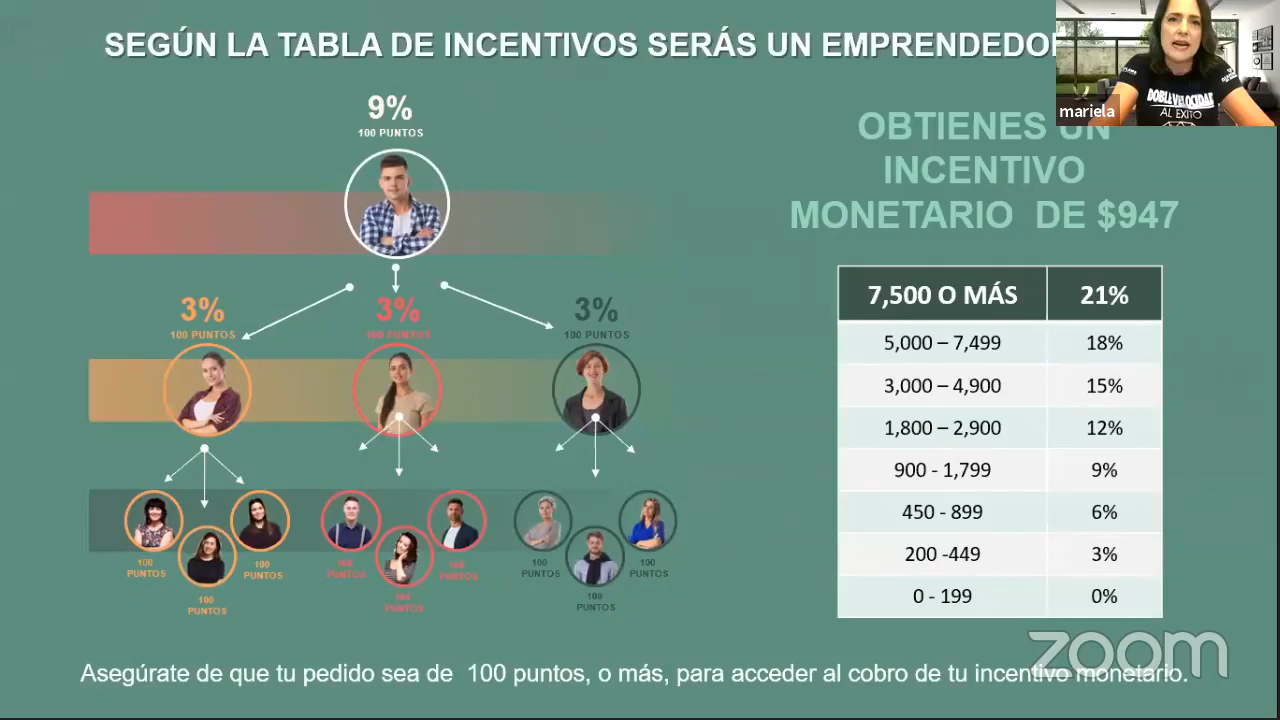 SEGÚN LA TABLA DE INCENTIVOS SERÁS UN EMPRENDEDOR
mariela
DOBLE VELOCIDAD
AL EXITO
OBTIENES UN
INCENTIVO
MONETARIO DE $947
9%
100 PUNTOS
3%
100 PUNTOS
3%
100 PUNTOS
3%
100 PUNTOS
100
PUNTOS
100
PUNTOS
100
PUNTOS
100
PUNTOS
100
PUNTOS
100
PUNTOS
100
PUNTOS
100
PUNTOS
100
PUNTOS
7,500 O MÁS 21%
5,000 – 7,499 18%
3,000 – 4,900 15%
1,800 – 2,900 12%
900 - 1,799 9%
450 - 899 6%
200 -449 3%
0 - 199 0%
zoom
Asegúrate de que tu pedido sea de 100 puntos, o más, para acceder al cobro de tu incentivo monetario.